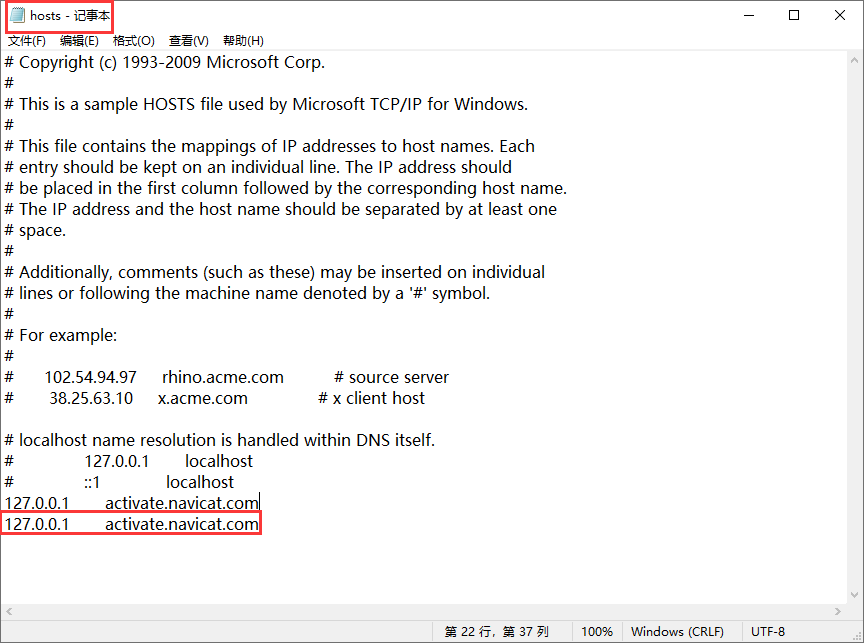 hosts - 记事本
文件(F) 编辑(E) 格式(O) 查看(V) 帮助(H)
# Copyright (c) 1993-2009 Microsoft Corp.
#
# This is a sample HOSTS file used by Microsoft TCP/IP for Windows.
#
# This file contains the mappings of IP addresses to host names. Each
# entry should be kept on an individual line. The IP address should
# be placed in the first column followed by the corresponding host name.
# The IP address and the host name should be separated by at least one
# space.
#
# Additionally, comments (such as these) may be inserted on individual
# lines or following the machine name denoted by a '#' symbol.
#
# For example:
#
# 102.54.94.97 rhino.acme.com # source server
# 38.25.63.10 x.acme.com # x client host
# localhost name resolution is handled within DNS itself.
# 127.0.0.1 localhost
# ::1 localhost
127.0.0.1 activate.navicat.com
127.0.0.1 activate.navicat.com
第 22 行，第 37 列 100% Windows (CRLF) UTF-8